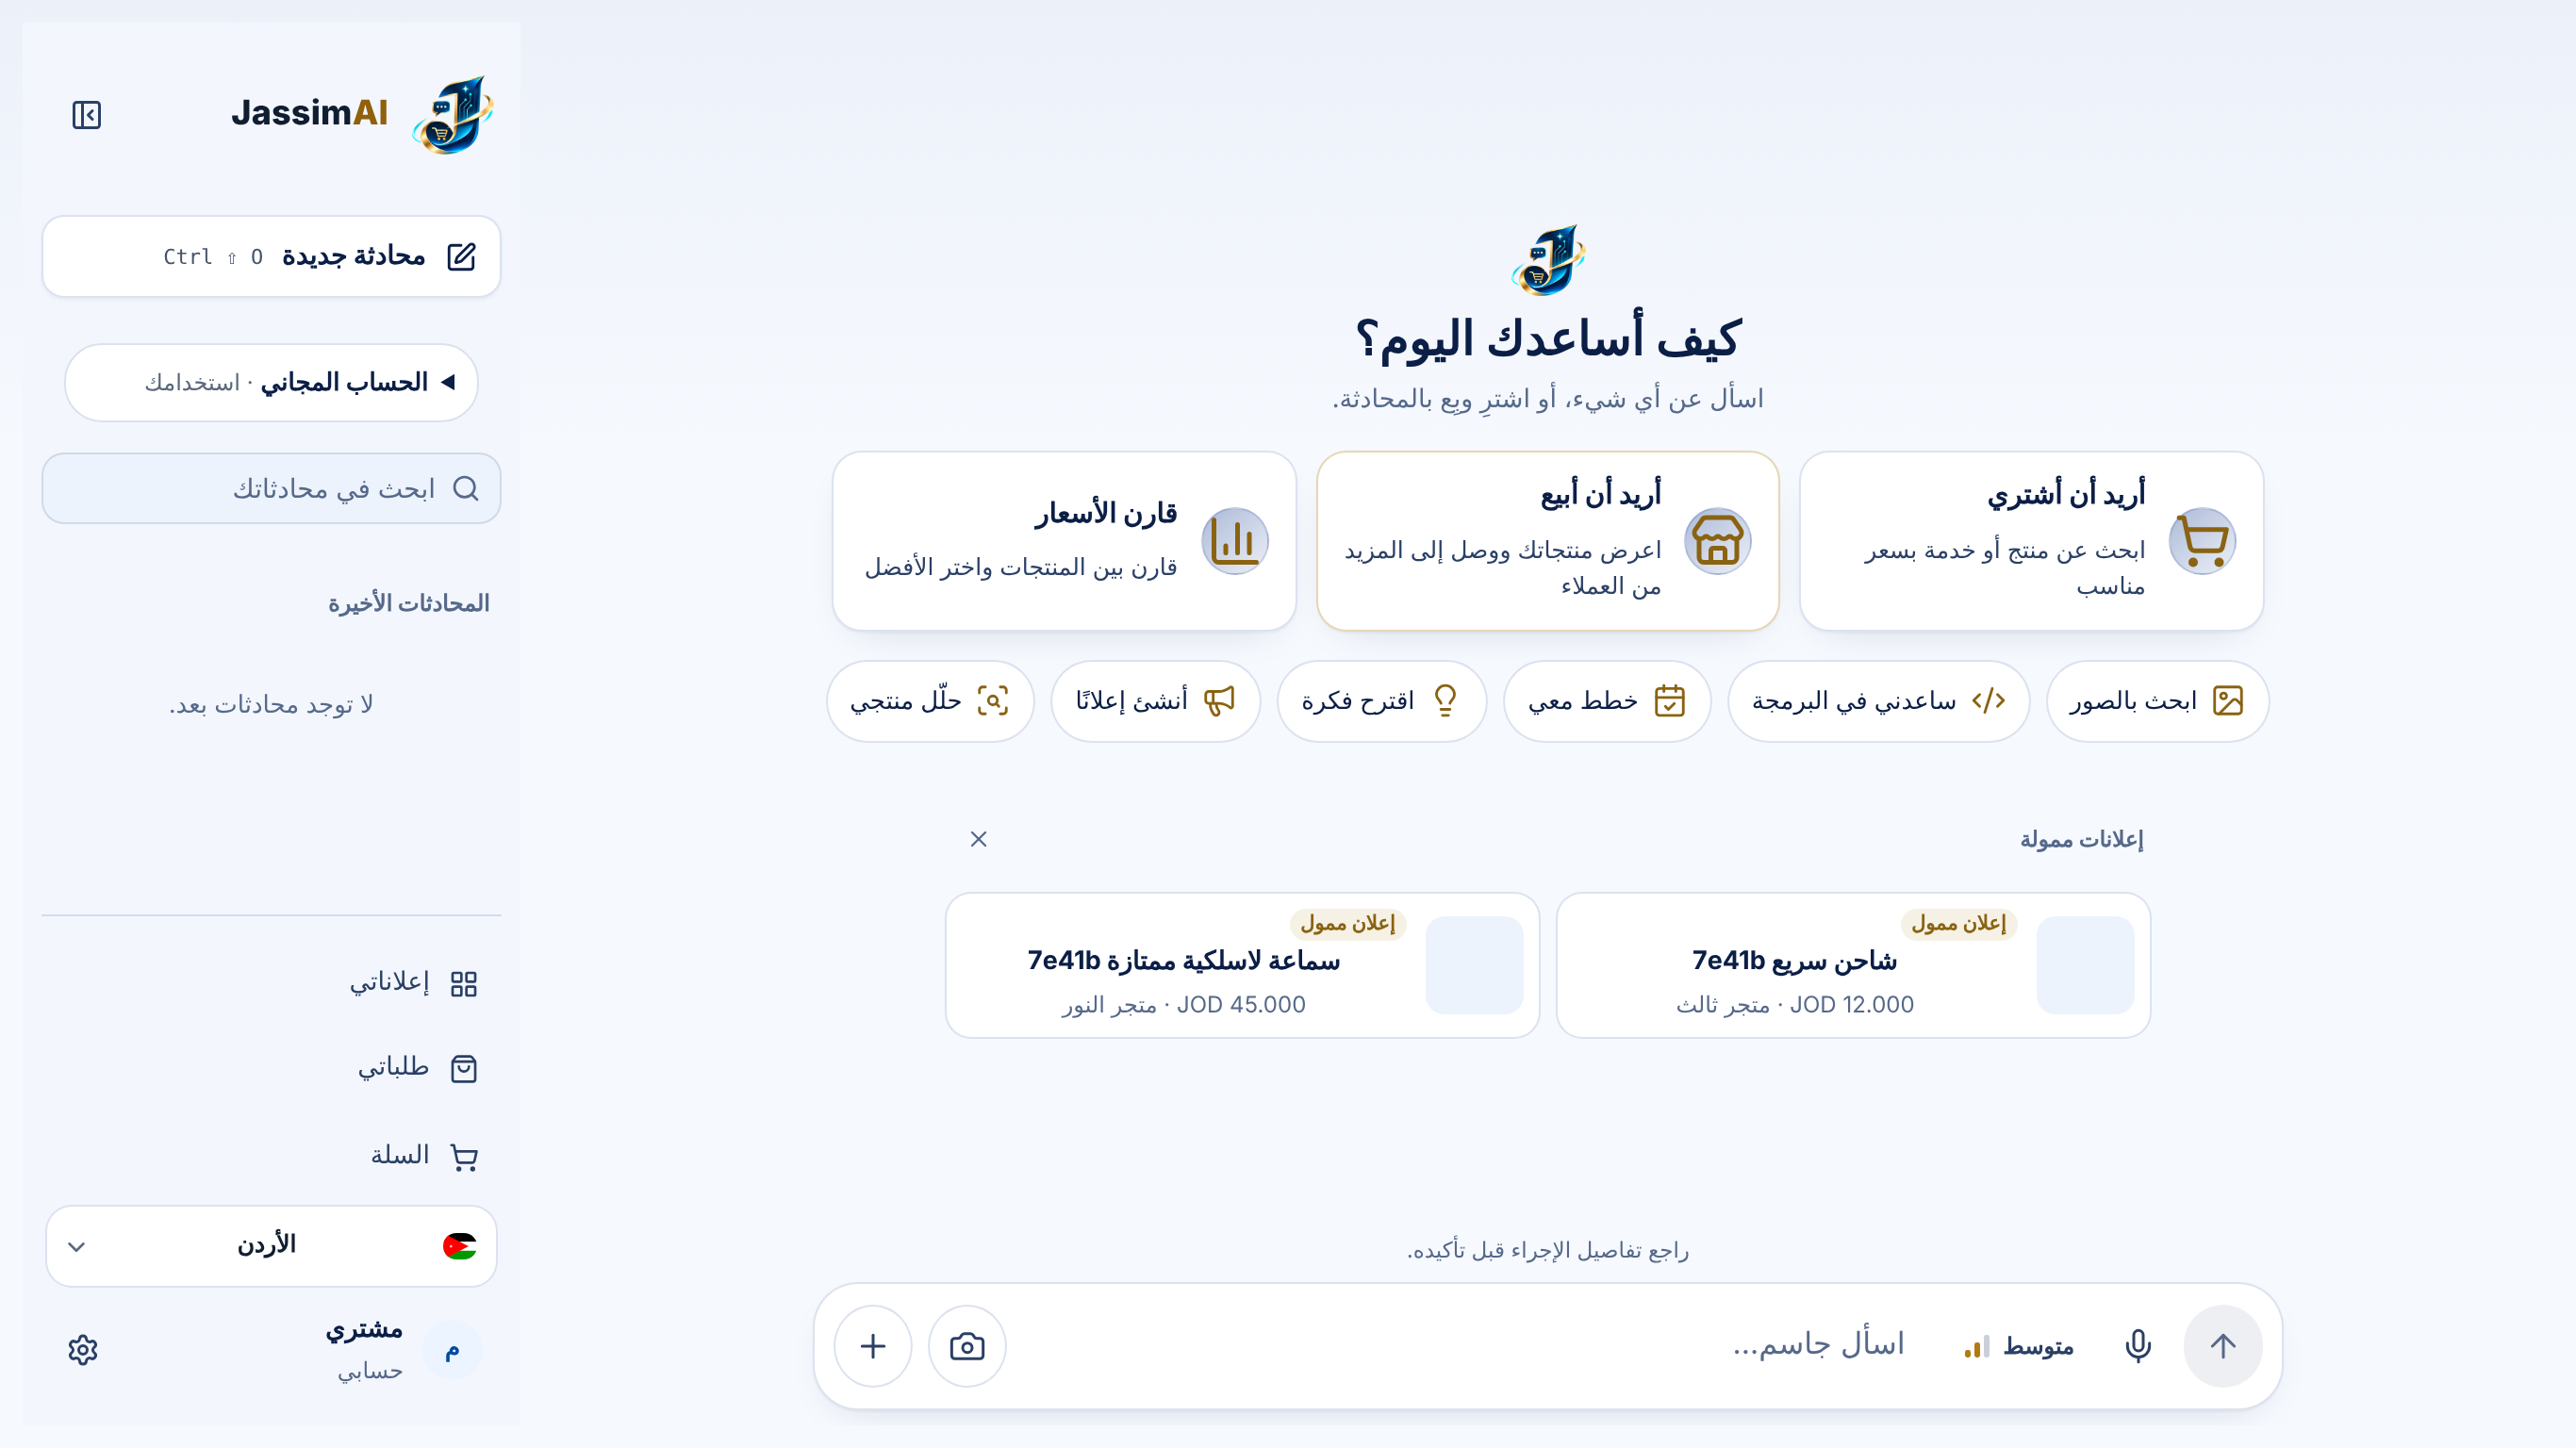 JassimAI
محادثة جديدة Ctrl ⇧ O
الحساب المجاني · استخدامك
ابحث في محادثاتك
المحادثات الأخيرة
لا توجد محادثات بعد.
إعلاناتي
طلباتي
السلة
الأردن
م
مشتري
حسابي
كيف أساعدك اليوم؟
اسأل عن أي شيء، أو اشترِ وبِع بالمحادثة.
أريد أن أشتري
ابحث عن منتج أو خدمة بسعر
مناسب
أريد أن أبيع
اعرض منتجاتك ووصل إلى المزيد
من العملاء
قارن الأسعار
قارن بين المنتجات واختر الأفضل
ابحث بالصور
ساعدني في البرمجة
خطط معي
اقترح فكرة
أنشئ إعلانًا
حلّل منتجي
إعلانات ممولة
إعلان ممول
شاحن سريع 7e41b
JOD 12.000 · متجر ثالث
إعلان ممول
سماعة لاسلكية ممتازة 7e41b
JOD 45.000 · متجر النور
راجع تفاصيل الإجراء قبل تأكيده.
متوسط
اسأل جاسم...